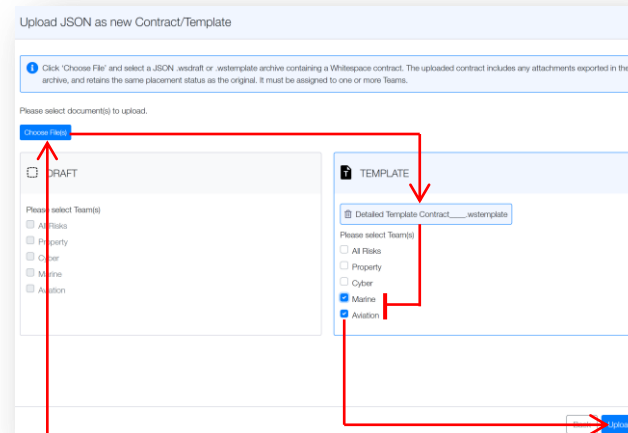 Upload JSON as new Contract/Template
Click 'Choose File' and select a JSON .wsdraft or .wstemplate archive containing a Whitespace contract. The uploaded contract includes any attachments exported in the
archive, and retains the same placement status as the original. It must be assigned to one or more Teams.
Please select document(s) to upload.
Choose File(s)
DRAFT
Please select Team(s)
All Risks
Property
Cyber
Marine
Aviation
TEMPLATE
Detailed Template Contract____.wstemplate
Please select Team(s)
All Risks
Property
Cyber
Marine
Aviation
Uploa